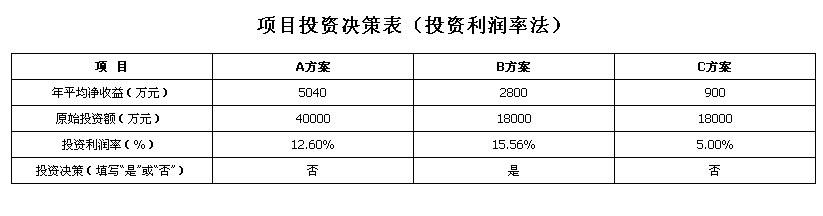 项目投资决策表（投资利润率法）
项 目 A方案 B方案 C方案
年平均净收益（万元） 5040 2800 900
原始投资额（万元） 40000 18000 18000
投资利润率（%） 12.60% 15.56% 5.00%
投资决策（填写“是”或“否”） 否 是 否